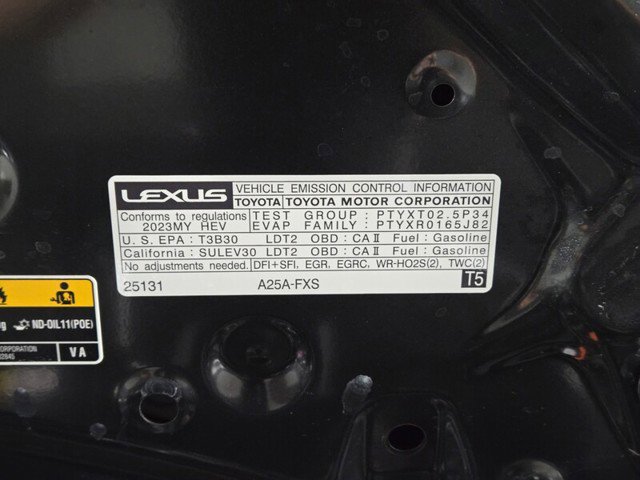 LEXUS VEHICLE EMISSION CONTROL INFORMATION
TOYOTA TOYOTA MOTOR CORPORATION
Conforms to regulations TEST GROUP : PTYXT02.5P34
2023MY HEV EVAP FAMILY : PTYXR0165J82
U.S. EPA : T3B30 LDT2 OBD : CA II Fuel : Gasoline
California : SULEV30 LDT2 OBD : CA II Fuel : Gasoline
No adjustments needed. DFI+SFI, EGR, EGRC, WR-HO2S(2), TWC(2)
25131 A25A-FXS T5
ND-OIL11(POE)
CORPORATION
VA